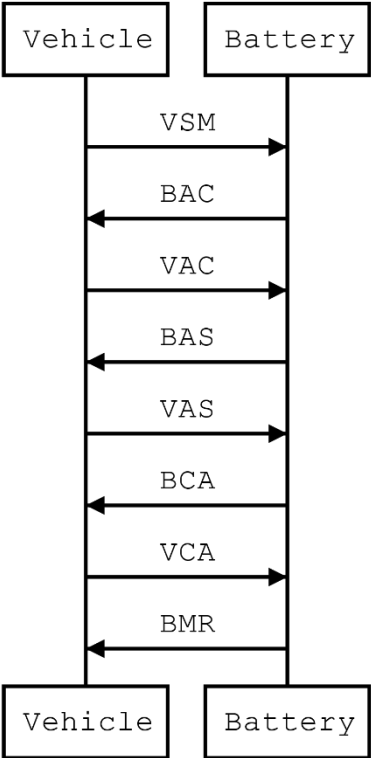 Vehicle Battery
VSM
BAC
VAC
BAS
VAS
BCA
VCA
BMR
Vehicle Battery